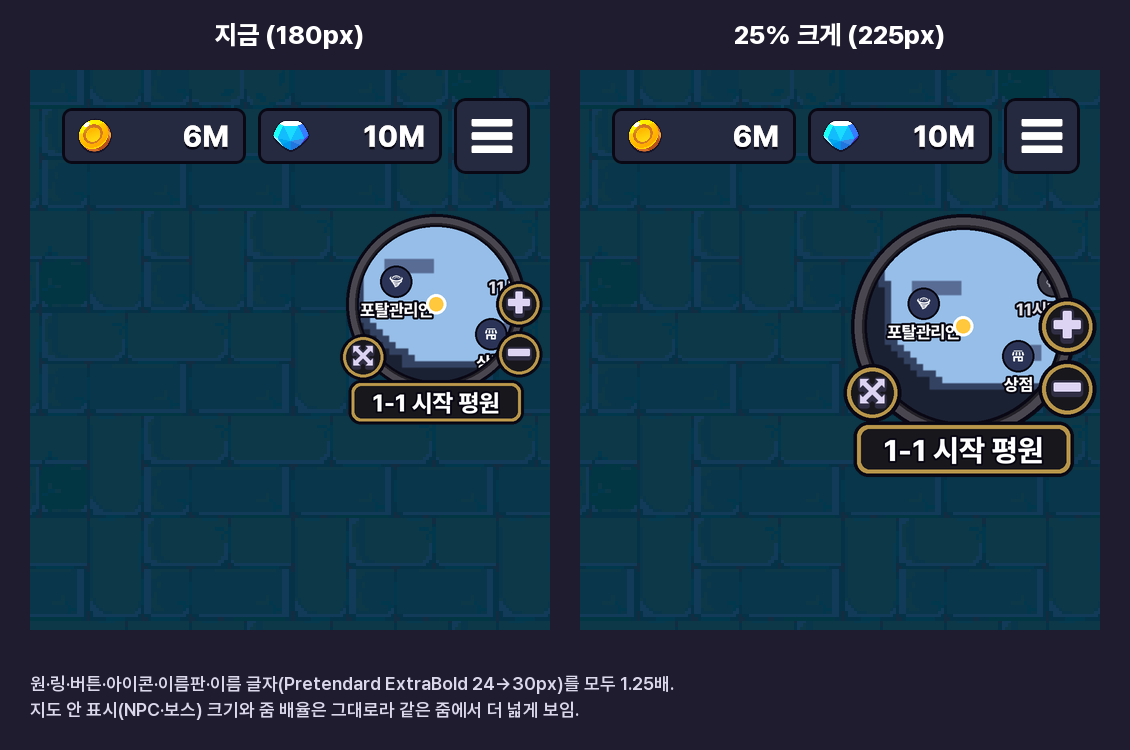 지금 (180px)
25% 크게 (225px)
6M
10M
6M
10M
포탈관리인
1-1 시작 평원
포탈관리인
상점
1-1 시작 평원
원·링·버튼·아이콘·이름판·이름 글자(Pretendard ExtraBold 24→30px)를 모두 1.25배.
지도 안 표시(NPC·보스) 크기와 줌 배율은 그대로라 같은 줌에서 더 넓게 보임.